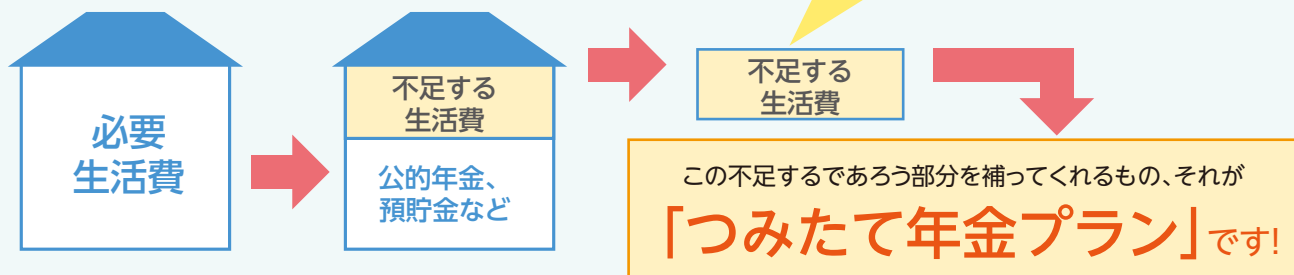 必要
生活費
不足する
生活費
公的年金、
預貯金など
不足する
生活費
この不足するであろう部分を補ってくれるもの、それが
「つみたて年金プラン」です!